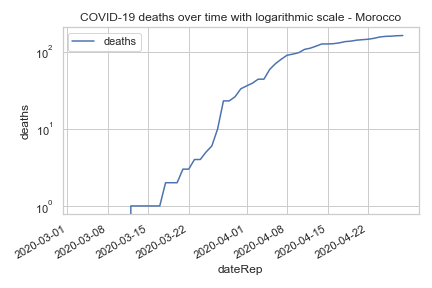 COVID-19 deaths over time with logarithmic scale - Morocco
deaths
10²
10¹
10⁰
deaths
2020-03-01
2020-03-08
2020-03-15
2020-03-22
2020-04-01
2020-04-08
2020-04-15
2020-04-22
dateRep